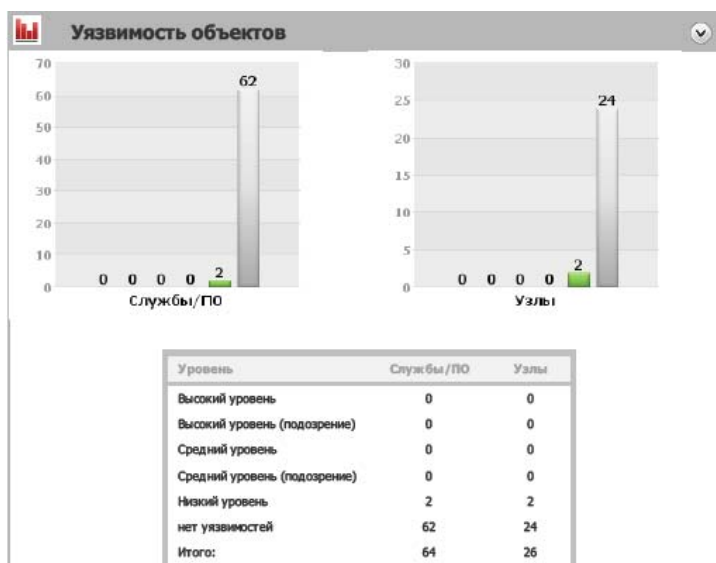 Уязвимость объектов
70
60
50
40
30
20
10
0
0 0 0 0 2 62
Службы/ПО
30
25
20
15
10
5
0
0 0 0 0 2 24
Узлы
Уровень Службы/ПО Узлы
Высокий уровень 0 0
Высокий уровень (подозрение) 0 0
Средний уровень 0 0
Средний уровень (подозрение) 0 0
Низкий уровень 2 2
нет уязвимостей 62 24
Итого: 64 26